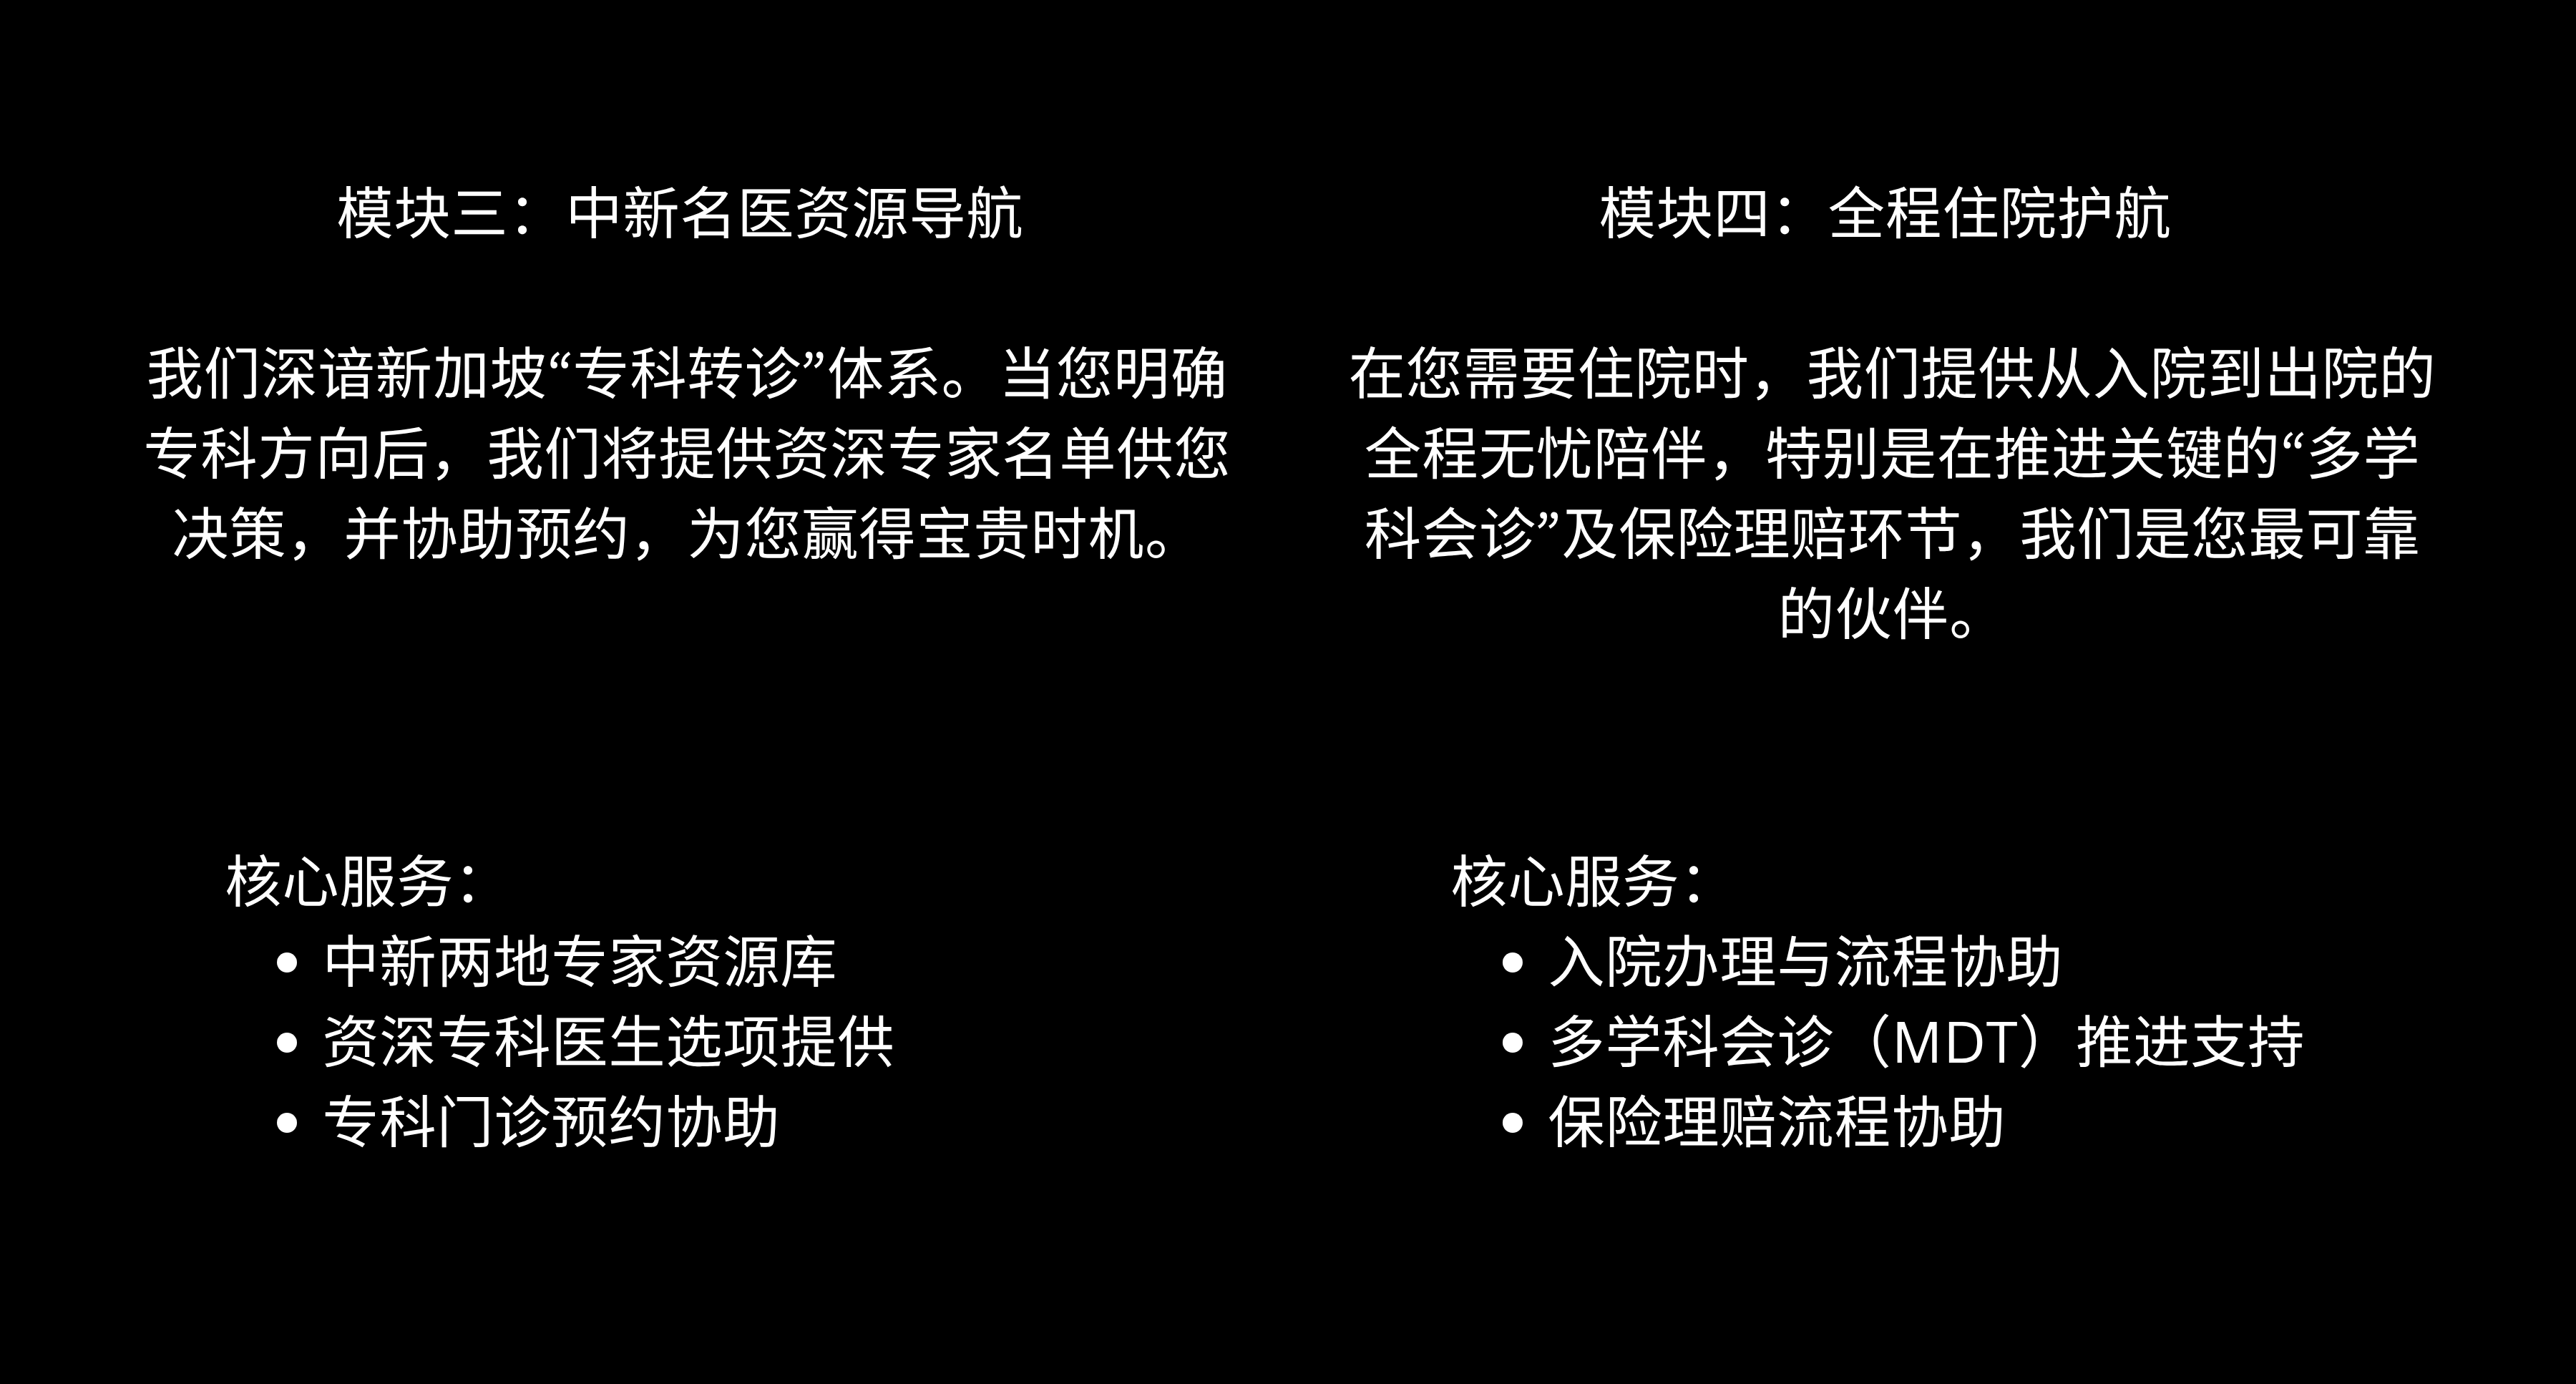 模块三：中新名医资源导航
我们深谙新加坡“专科转诊”体系。当您明确
专科方向后，我们将提供资深专家名单供您
决策，并协助预约，为您赢得宝贵时机。
核心服务：
• 中新两地专家资源库
• 资深专科医生选项提供
• 专科门诊预约协助
模块四：全程住院护航
在您需要住院时，我们提供从入院到出院的
全程无忧陪伴，特别是在推进关键的“多学
科会诊”及保险理赔环节，我们是您最可靠
的伙伴。
核心服务：
• 入院办理与流程协助
• 多学科会诊（MDT）推进支持
• 保险理赔流程协助